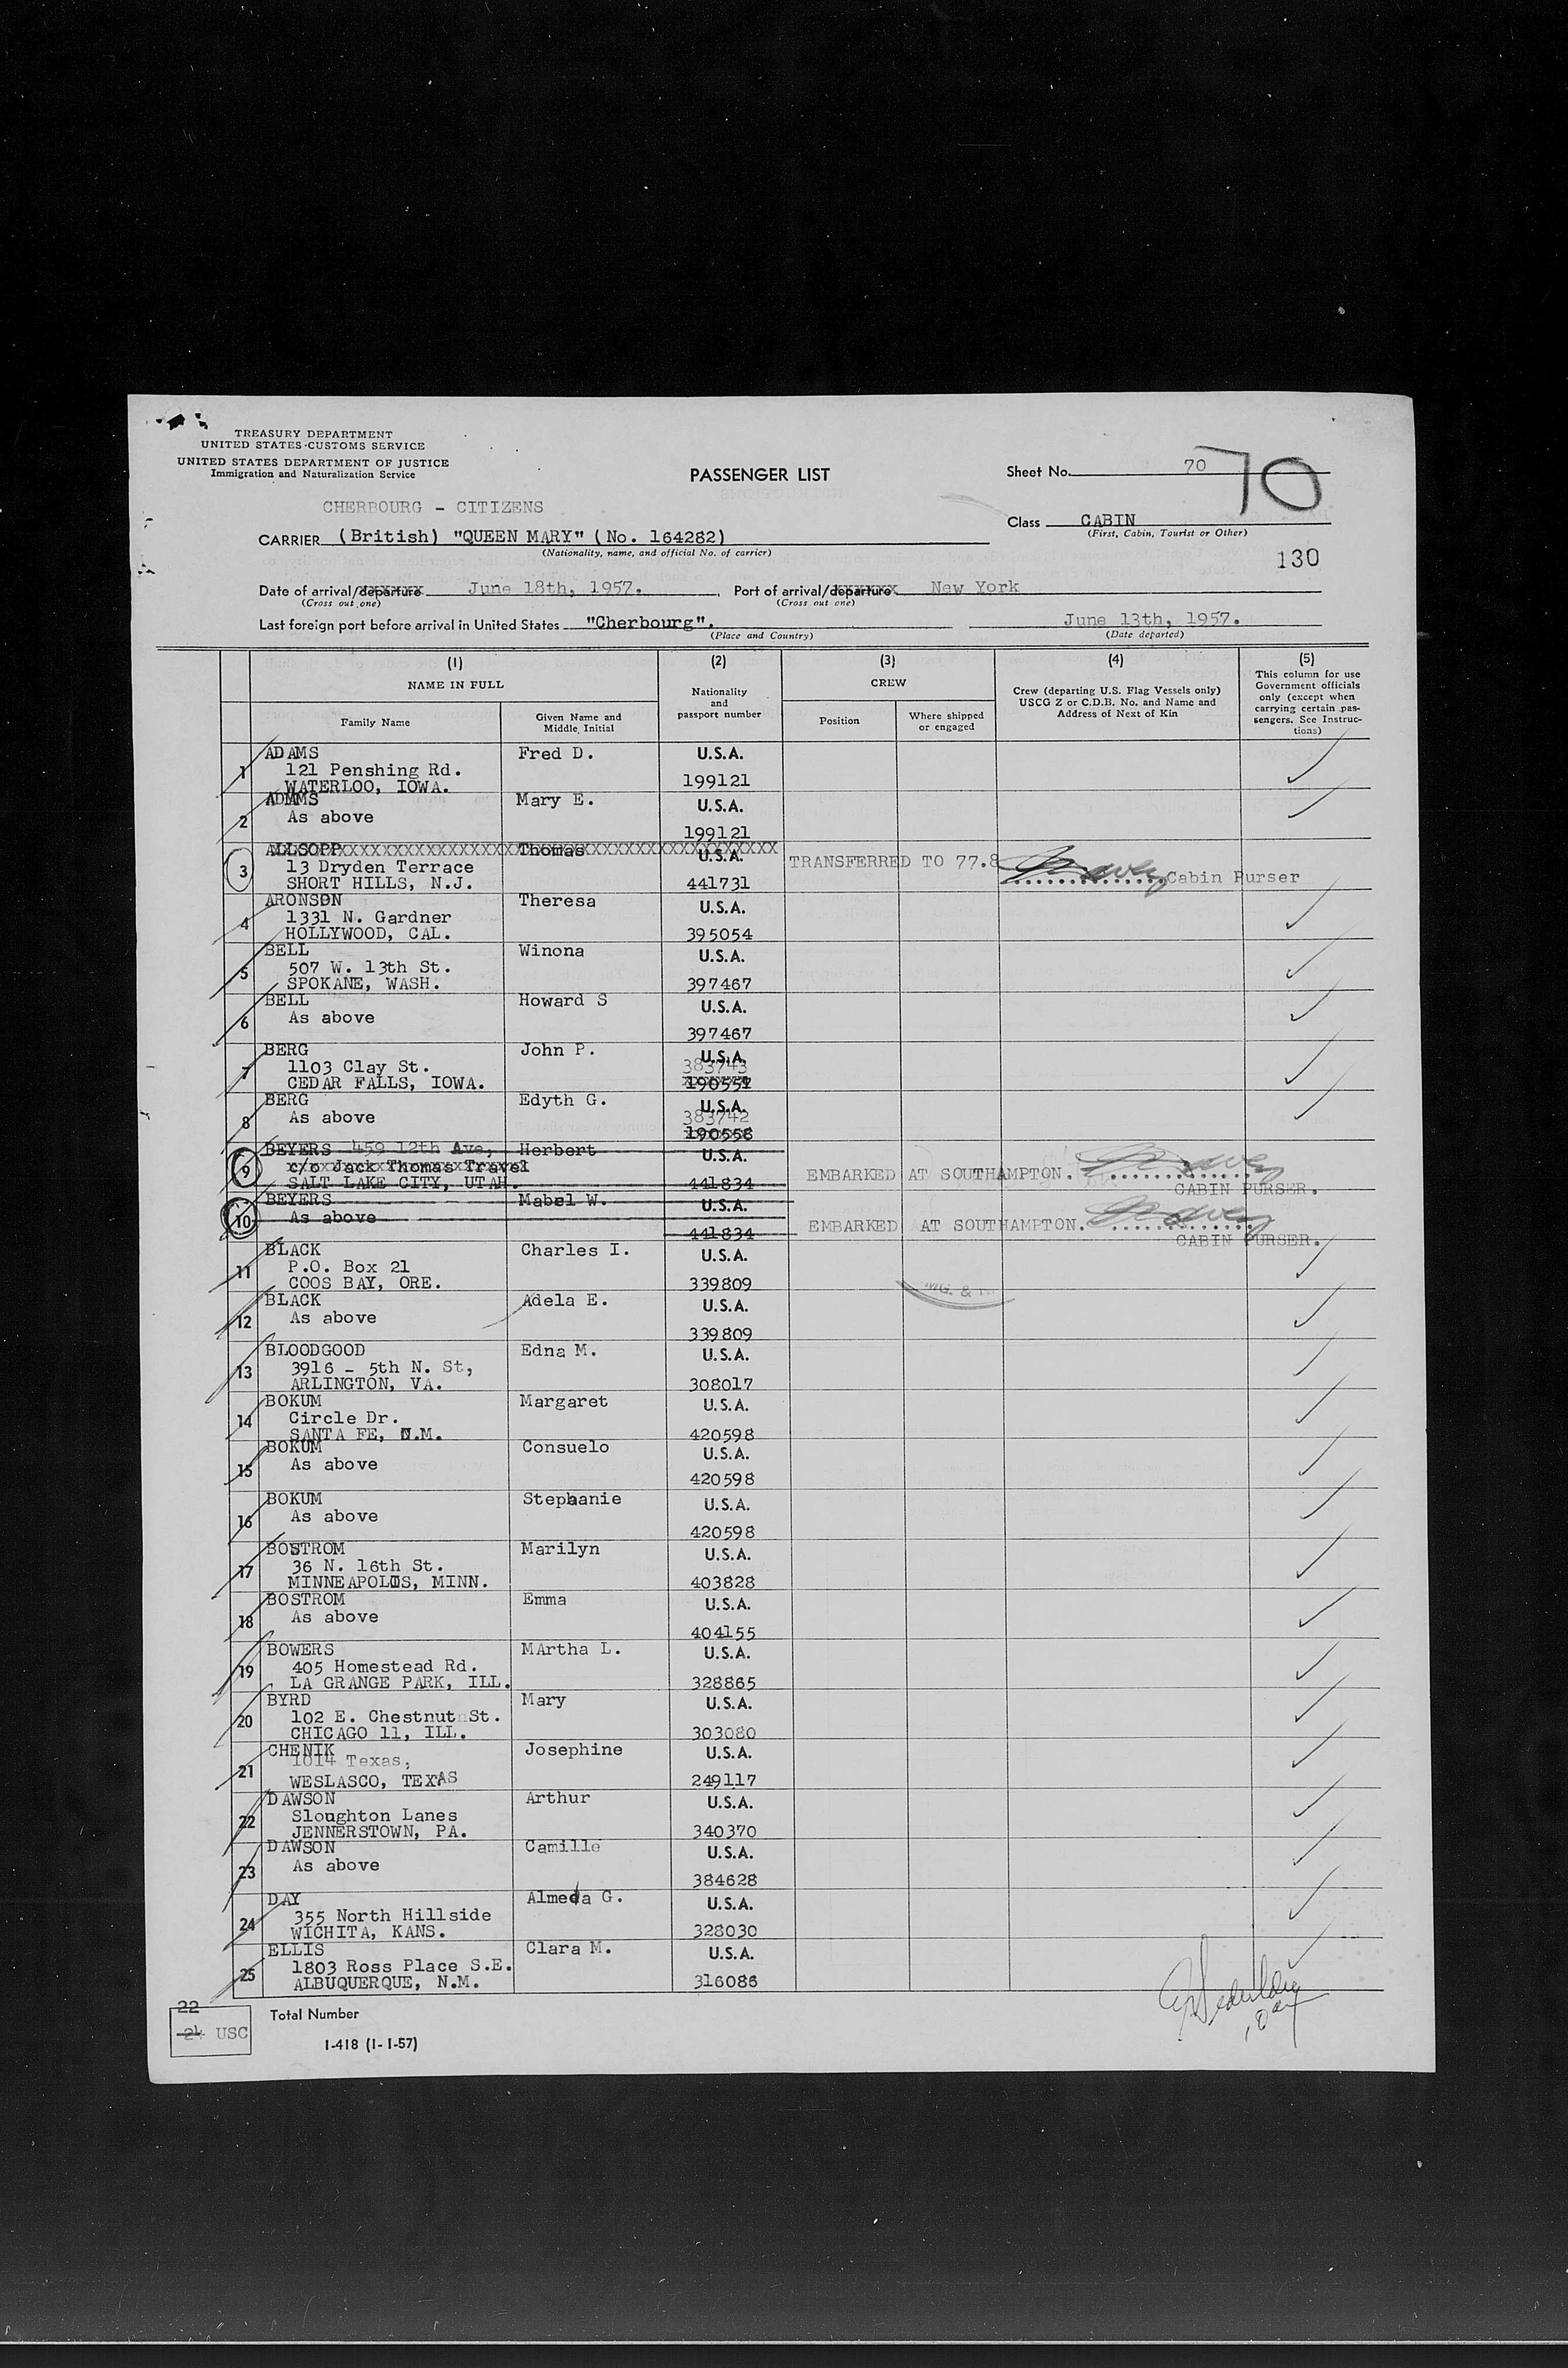 TREASURY DEPARTMENT
UNITED STATES CUSTOMS SERVICE
UNITED STATES DEPARTMENT OF JUSTICE
Immigration and Naturalization Service
PASSENGER LIST
Sheet No. 70
70
CHERBOURG - CITIZENS
Class CABIN
(First, Cabin, Tourist or Other)
CARRIER (British) "QUEEN MARY" (No. 164282)
(Nationality, name, and official No. of carrier)
130
Date of arrival/departure June 18th, 1957. Port of arrival/departure New York
(Cross out one) (Cross out one)
Last foreign port before arrival in United States "Cherbourg". June 13th, 1957.
(Place and Country) (Date departed)
(1) (2) (3) (4) (5)
NAME IN FULL
Nationality and passport number
CREW
Crew (departing U.S. Flag Vessels only) USCG Z or C.D.B. No. and Name and Address of Next of Kin
This column for use Government officials only (except when carrying certain passengers. See Instructions)
Family Name Given Name and Middle Initial Position Where shipped or engaged
1 ADAMS Fred D. U.S.A.
121 Penshing Rd.
WATERLOO, IOWA. 199121
2 ADAMS Mary E. U.S.A.
As above 199121
3 ALLSOPP Thomas U.S.A.
13 Dryden Terrace TRANSFERRED TO 77.8
SHORT HILLS, N.J. 441731 Cabin Purser
4 ARONSON Theresa U.S.A.
1331 N. Gardner
HOLLYWOOD, CAL. 395054
5 BELL Winona U.S.A.
507 W. 13th St.
SPOKANE, WASH. 397467
6 BELL Howard S U.S.A.
As above 397467
7 BERG John P. U.S.A.
1103 Clay St. 383743
CEDAR FALLS, IOWA. 190551
8 BERG Edyth G. U.S.A.
As above 383742
190558
9 BEYERS 459 12th Ave, Herbert U.S.A.
c/o Jack Thomas Travel
SALT LAKE CITY, UTAH. 441834 EMBARKED AT SOUTHAMPTON.
CABIN PURSER.
10 BEYERS Mabel W. U.S.A.
As above 441834 EMBARKED AT SOUTHAMPTON.
CABIN PURSER.
11 BLACK Charles I. U.S.A.
P.O. Box 21
COOS BAY, ORE. 339809
12 BLACK Adela E. U.S.A.
As above 339809
13 BLOODGOOD Edna M. U.S.A.
3916 - 5th N. St,
ARLINGTON, VA. 308017
14 BOKUM Margaret U.S.A.
Circle Dr.
SANTA FE, N.M. 420598
15 BOKUM Consuelo U.S.A.
As above 420598
16 BOKUM Stephanie U.S.A.
As above 420598
17 BOSTROM Marilyn U.S.A.
36 N. 16th St.
MINNEAPOLIS, MINN. 403828
18 BOSTROM Emma U.S.A.
As above 404155
19 BOWERS MArtha L. U.S.A.
405 Homestead Rd.
LA GRANGE PARK, ILL. 328865
20 BYRD Mary U.S.A.
102 E. Chestnut St.
CHICAGO 11, ILL. 303080
21 CHENIK Josephine U.S.A.
1014 Texas,
WESLASCO, TEXAS 249117
22 DAWSON Arthur U.S.A.
Sloughton Lanes
JENNERSTOWN, PA. 340370
23 DAWSON Camille U.S.A.
As above 384628
24 DAY Almeda G. U.S.A.
355 North Hillside
WICHITA, KANS. 328030
25 ELLIS Clara M. U.S.A.
1803 Ross Place S.E.
ALBUQUERQUE, N.M. 316086
22
24 USC
Total Number
I-418 (1-1-57)